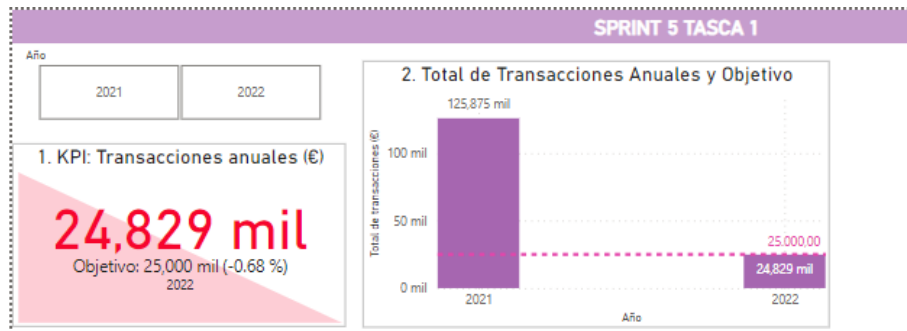 SPRINT 5 TASCA 1
Año
2021
2022
1. KPI: Transacciones anuales (€)
24,829 mil
Objetivo: 25,000 mil (-0.68 %)
2022
2. Total de Transacciones Anuales y Objetivo
125,875 mil
Total de transacciones (€)
100 mil
50 mil
0 mil
25.000,00
24,829 mil
2021
2022
Año